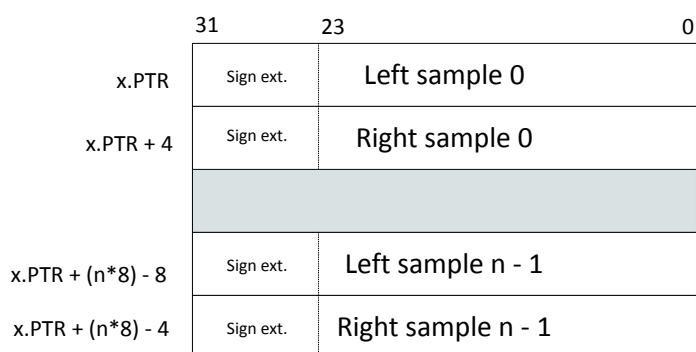 31 23 0
x.PTR Sign ext. Left sample 0
x.PTR + 4 Sign ext. Right sample 0
x.PTR + (n*8) - 8 Sign ext. Left sample n - 1
x.PTR + (n*8) - 4 Sign ext. Right sample n - 1